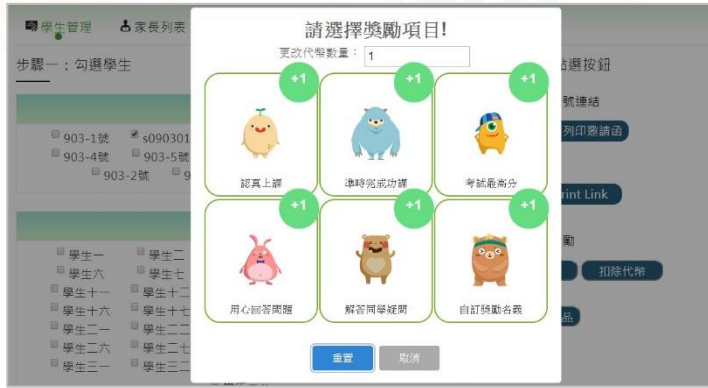 學生管理 家長列表
請選擇獎勵項目!
更改代幣數量： 1
步驟一：勾選學生
點選按鈕
+1 +1 +1
號連結
列印邀請函
903-1號 s090301
903-4號 903-5號
903-2號 9
認真上課 準時完成功課 考試最高分
rint Link
+1 +1 +1
勵
扣除代幣
品
學生一 學生二
學生六 學生七
學生十一 學生十二
學生十六 學生十七
學生二一 學生二二
學生二六 學生二七
學生三一 學生三二
用心回答問題 解答同學疑問 自訂獎勵名義
重置 取消